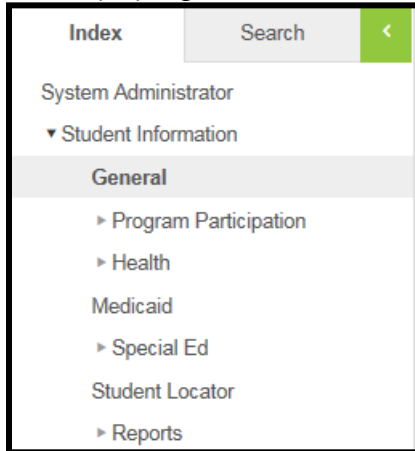 Index Search <
System Administrator
▾ Student Information
General
▸ Program Participation
▸ Health
Medicaid
▸ Special Ed
Student Locator
▸ Reports